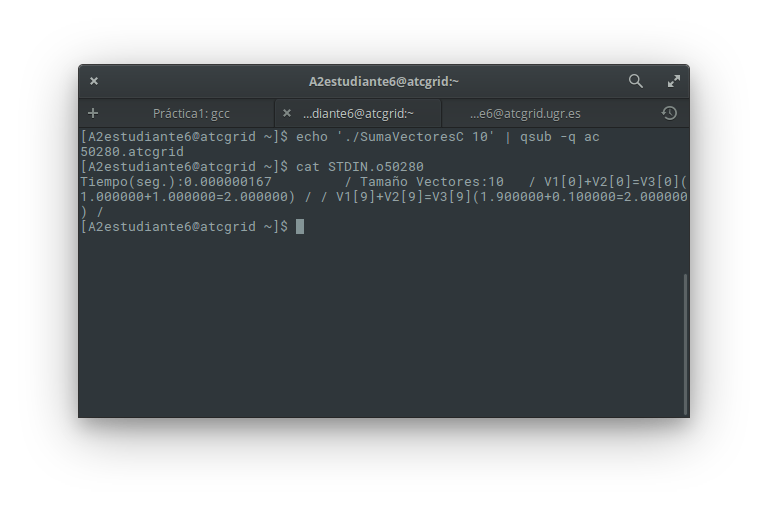 A2estudiante6@atcgrid:~
Práctica1: gcc
...diante6@atcgrid:~
...e6@atcgrid.ugr.es
[A2estudiante6@atcgrid ~]$ echo './SumaVectoresC 10' | qsub -q ac
50280.atcgrid
[A2estudiante6@atcgrid ~]$ cat STDIN.o50280
Tiempo(seg.):0.000000167         / Tamaño Vectores:10   / V1[0]+V2[0]=V3[0](
1.000000+1.000000=2.000000) / / V1[9]+V2[9]=V3[9](1.900000+0.100000=2.000000
) /
[A2estudiante6@atcgrid ~]$